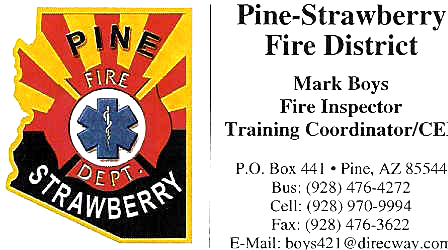 PINE
FIRE
DEPT.
STRAWBERRY
Pine-Strawberry
Fire District
Mark Boys
Fire Inspector
Training Coordinator/CE
P.O. Box 441 • Pine, AZ 85544
Bus: (928) 476-4272
Cell: (928) 970-9994
Fax: (928) 476-3622
E-Mail: boys421@direcway.com